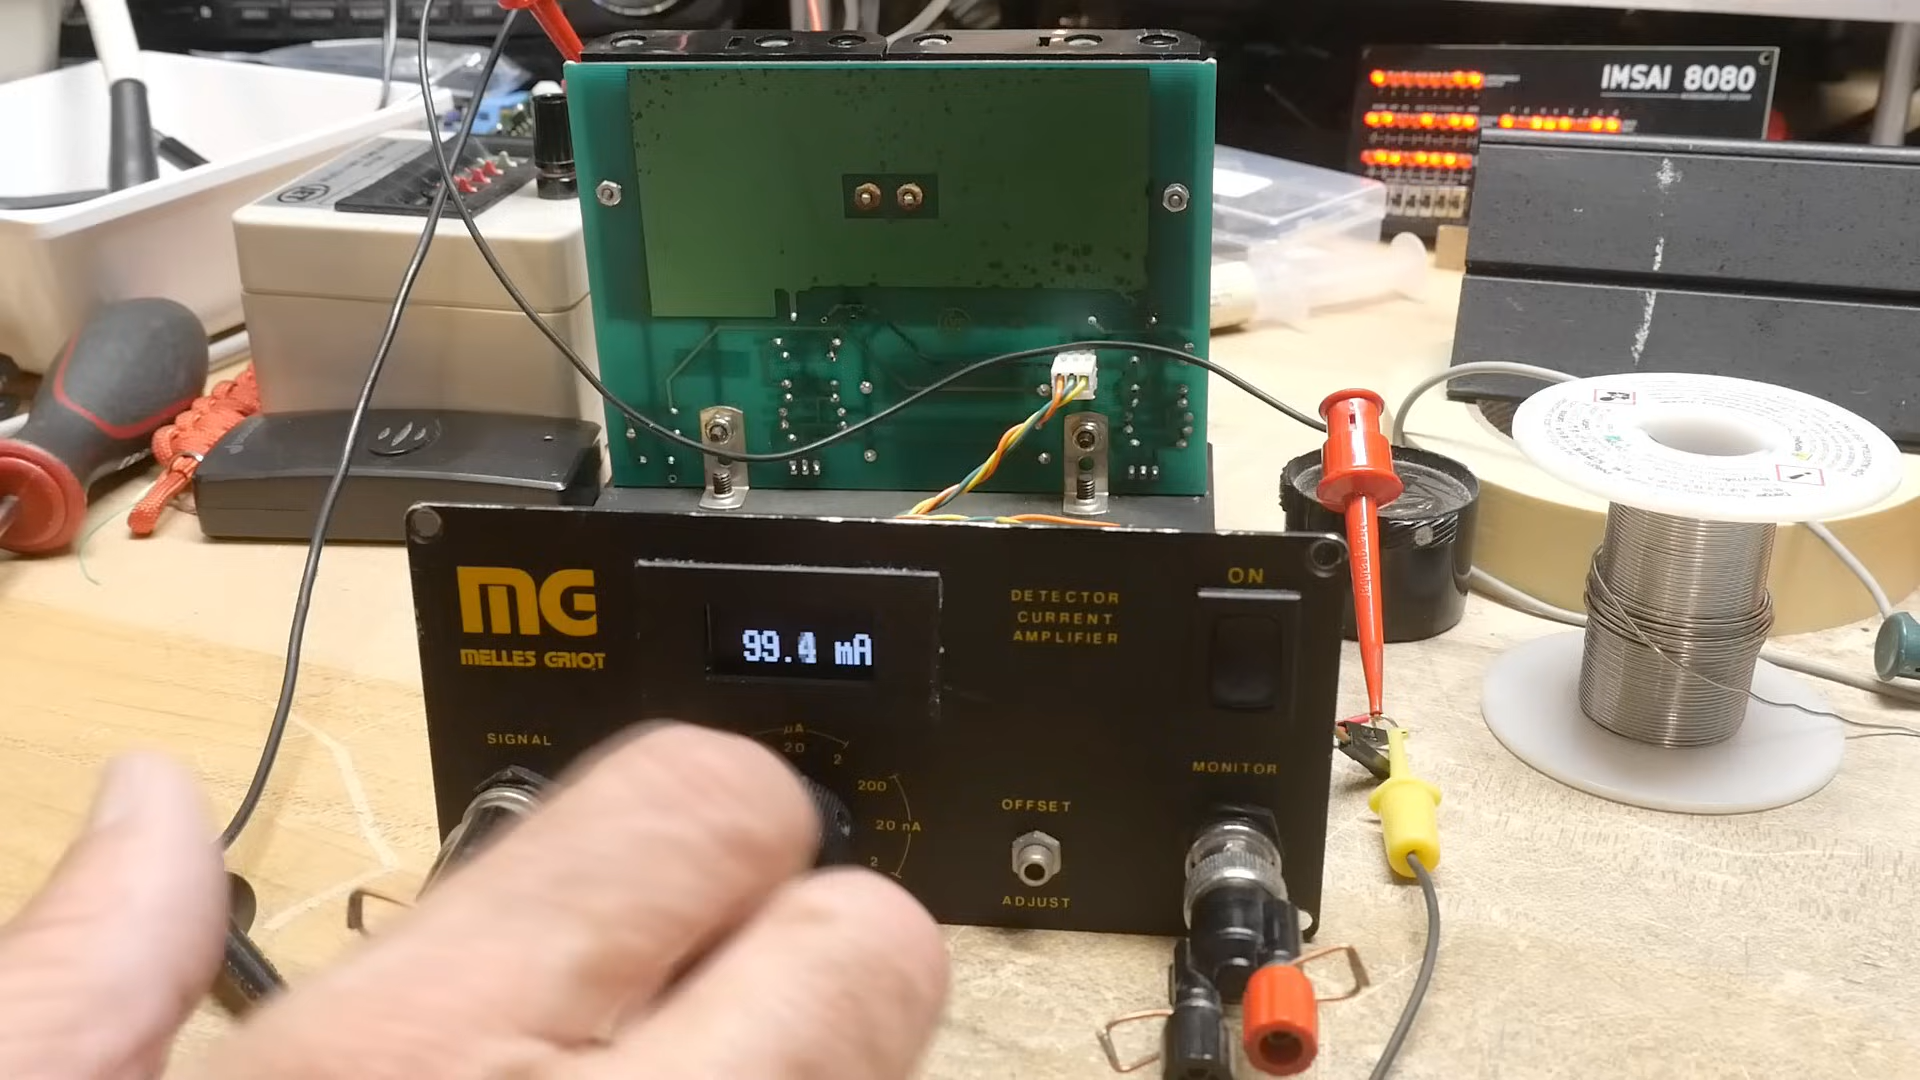 IMSAI 8080
MG
MELLES GRIOT
99.4 mA
DETECTOR
CURRENT
AMPLIFIER
ON
SIGNAL
µA
20
2
200
20 nA
2
OFFSET
ADJUST
MONITOR